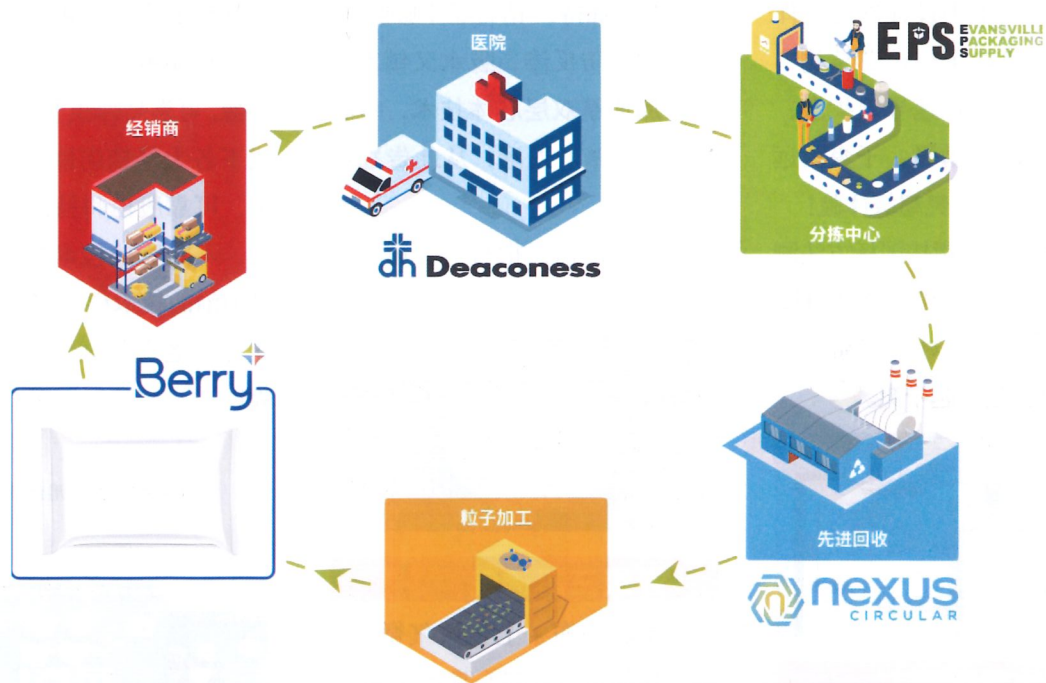 医院
EPS EVANSVILLE
PACKAGING
SUPPLY
经销商
分拣中心
dh Deaconess
Berry
粒子加工
先进回收
nexus
CIRCULAR